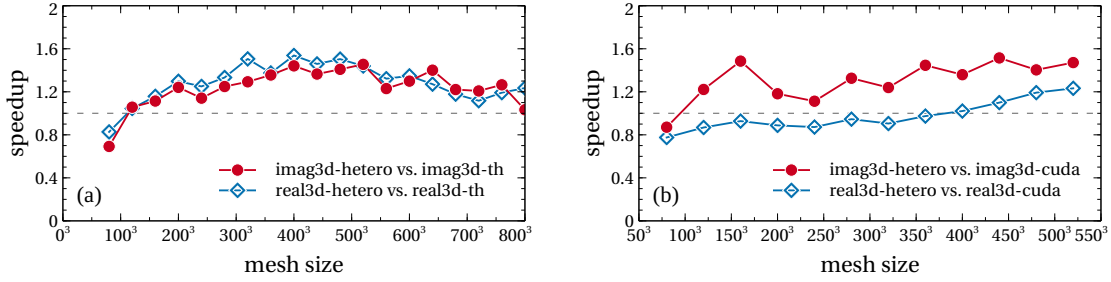 2
1.6
1.2
0.8
0.4
0
speedup
imag3d-hetero vs. imag3d-th
real3d-hetero vs. real3d-th
(a)
0³ 100³ 200³ 300³ 400³ 500³ 600³ 700³ 800³
mesh size
2
1.6
1.2
0.8
0.4
0
speedup
imag3d-hetero vs. imag3d-cuda
real3d-hetero vs. real3d-cuda
(b)
50³ 100³ 150³ 200³ 250³ 300³ 350³ 400³ 450³ 500³ 550³
mesh size